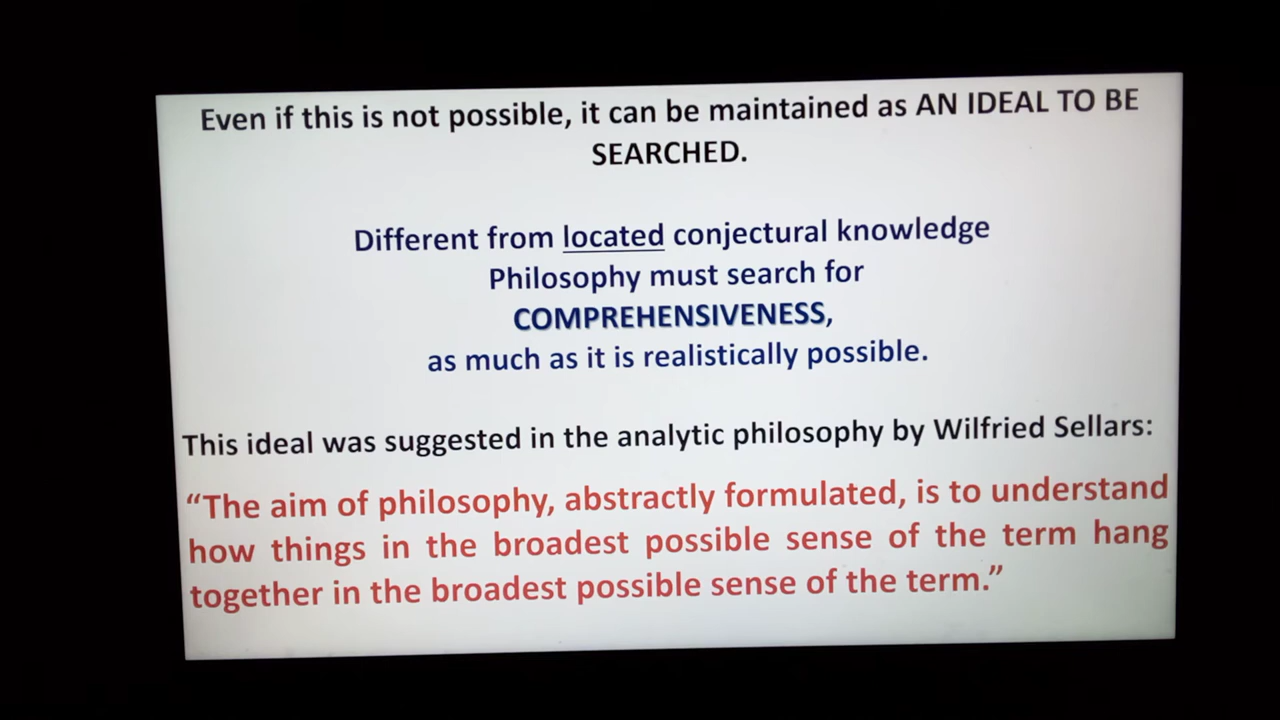 Even if this is not possible, it can be maintained as AN IDEAL TO BE
SEARCHED.
Different from located conjectural knowledge
Philosophy must search for
COMPREHENSIVENESS,
as much as it is realistically possible.
This ideal was suggested in the analytic philosophy by Wilfried Sellars:
“The aim of philosophy, abstractly formulated, is to understand
how things in the broadest possible sense of the term hang
together in the broadest possible sense of the term.”